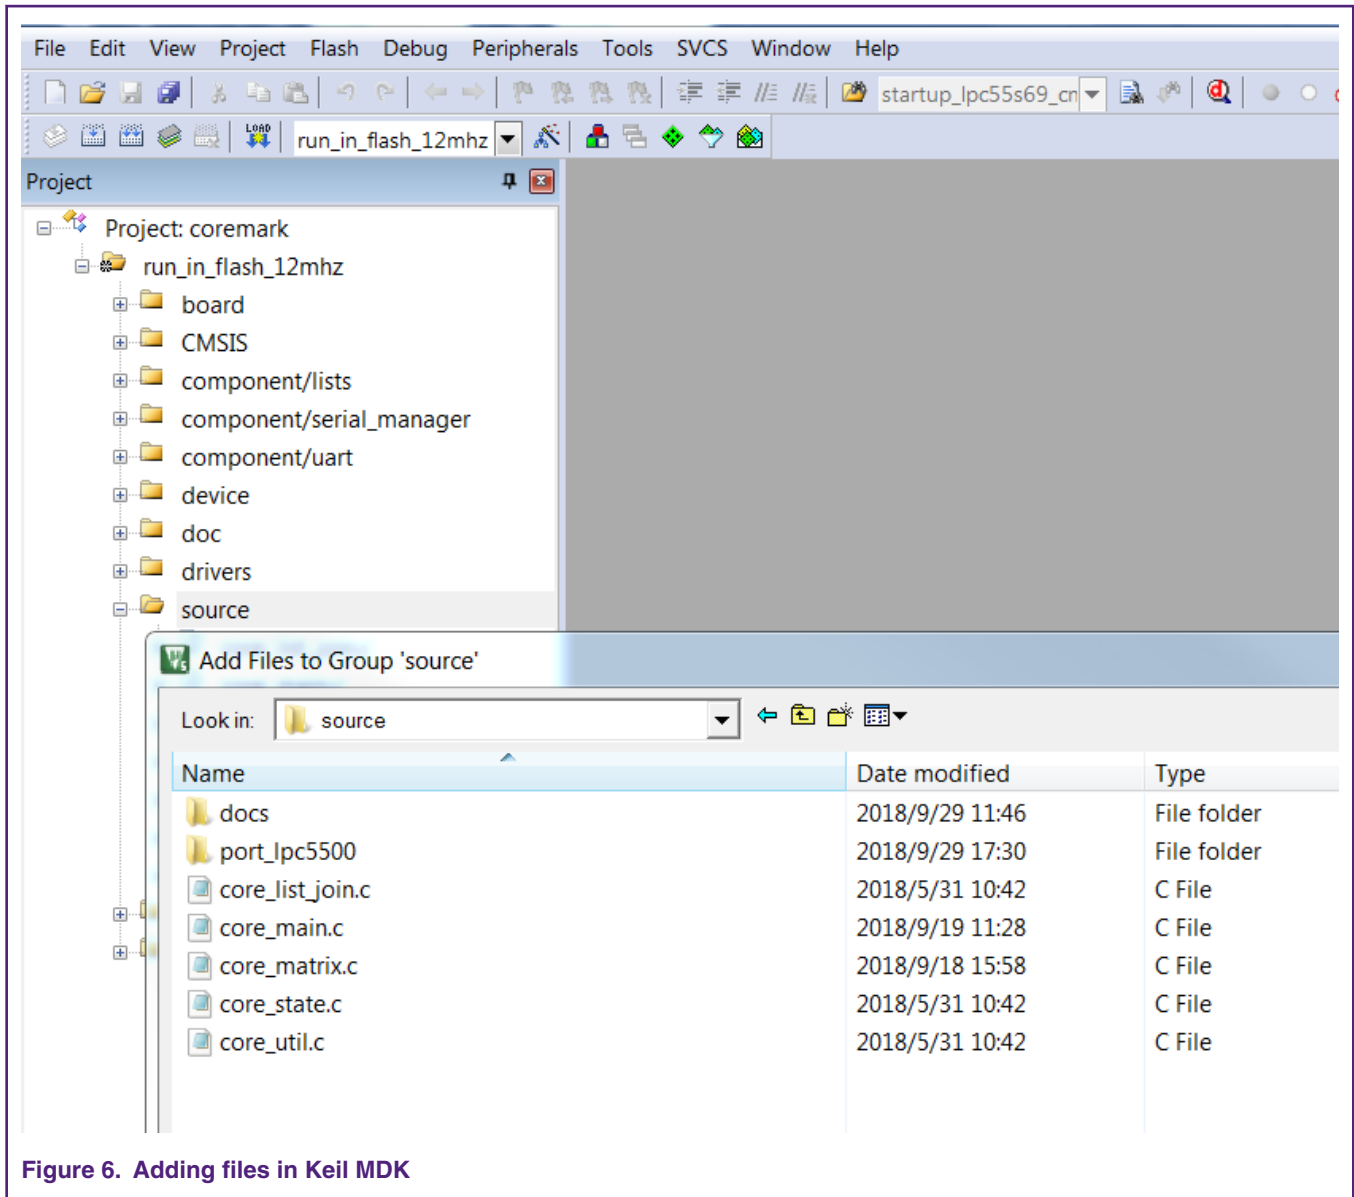 File Edit View Project Flash Debug Peripherals Tools SVCS Window Help
startup_lpc55s69_cm
LOAD run_in_flash_12mhz
Project
Project: coremark
run_in_flash_12mhz
board
CMSIS
component/lists
component/serial_manager
component/uart
device
doc
drivers
source
Add Files to Group 'source'
Look in: source
Name Date modified Type
docs 2018/9/29 11:46 File folder
port_lpc5500 2018/9/29 17:30 File folder
core_list_join.c 2018/5/31 10:42 C File
core_main.c 2018/9/19 11:28 C File
core_matrix.c 2018/9/18 15:58 C File
core_state.c 2018/5/31 10:42 C File
core_util.c 2018/5/31 10:42 C File
Figure 6. Adding files in Keil MDK